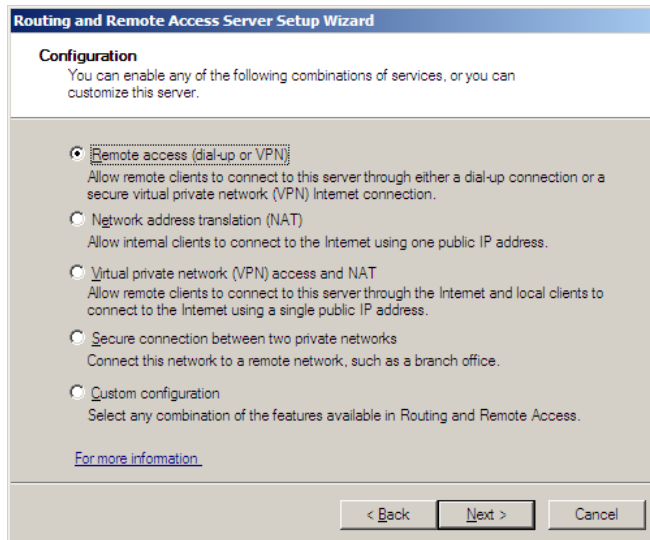 Routing and Remote Access Server Setup Wizard
Configuration
You can enable any of the following combinations of services, or you can
customize this server.
Remote access (dial-up or VPN)
Allow remote clients to connect to this server through either a dial-up connection or a
secure virtual private network (VPN) Internet connection.
Network address translation (NAT)
Allow internal clients to connect to the Internet using one public IP address.
Virtual private network (VPN) access and NAT
Allow remote clients to connect to this server through the Internet and local clients to
connect to the Internet using a single public IP address.
Secure connection between two private networks
Connect this network to a remote network, such as a branch office.
Custom configuration
Select any combination of the features available in Routing and Remote Access.
For more information
< Back Next > Cancel